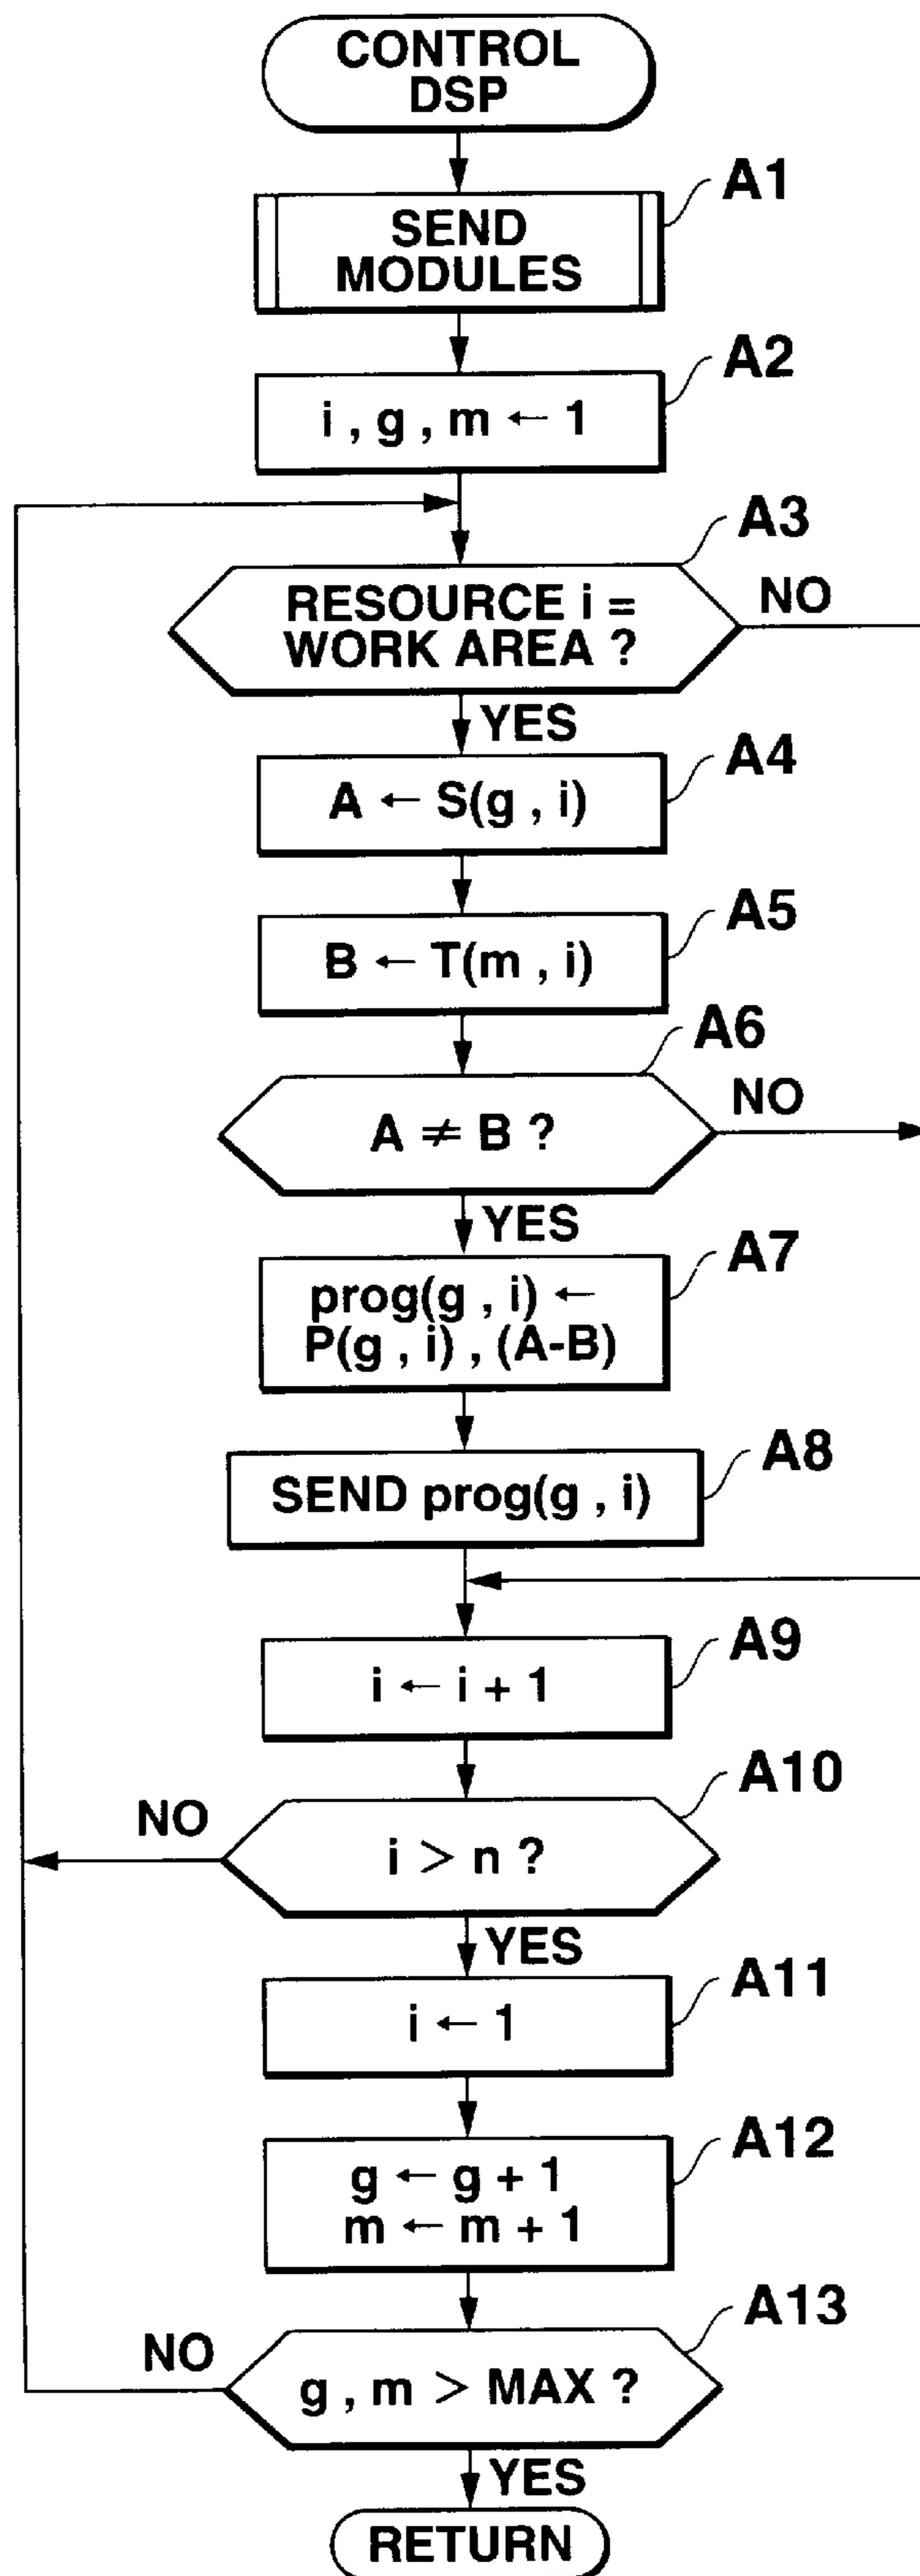 CONTROL
DSP
A1
SEND
MODULES
A2
i , g , m ← 1
A3
RESOURCE i =
WORK AREA ?
NO
YES
A4
A ← S(g , i)
A5
B ← T(m , i)
A6
A ≠ B ?
NO
YES
A7
prog(g , i) ←
P(g , i) , (A-B)
A8
SEND prog(g , i)
A9
i ← i + 1
A10
NO
i > n ?
YES
A11
i ← 1
A12
g ← g + 1
m ← m + 1
A13
NO
g , m > MAX ?
YES
RETURN